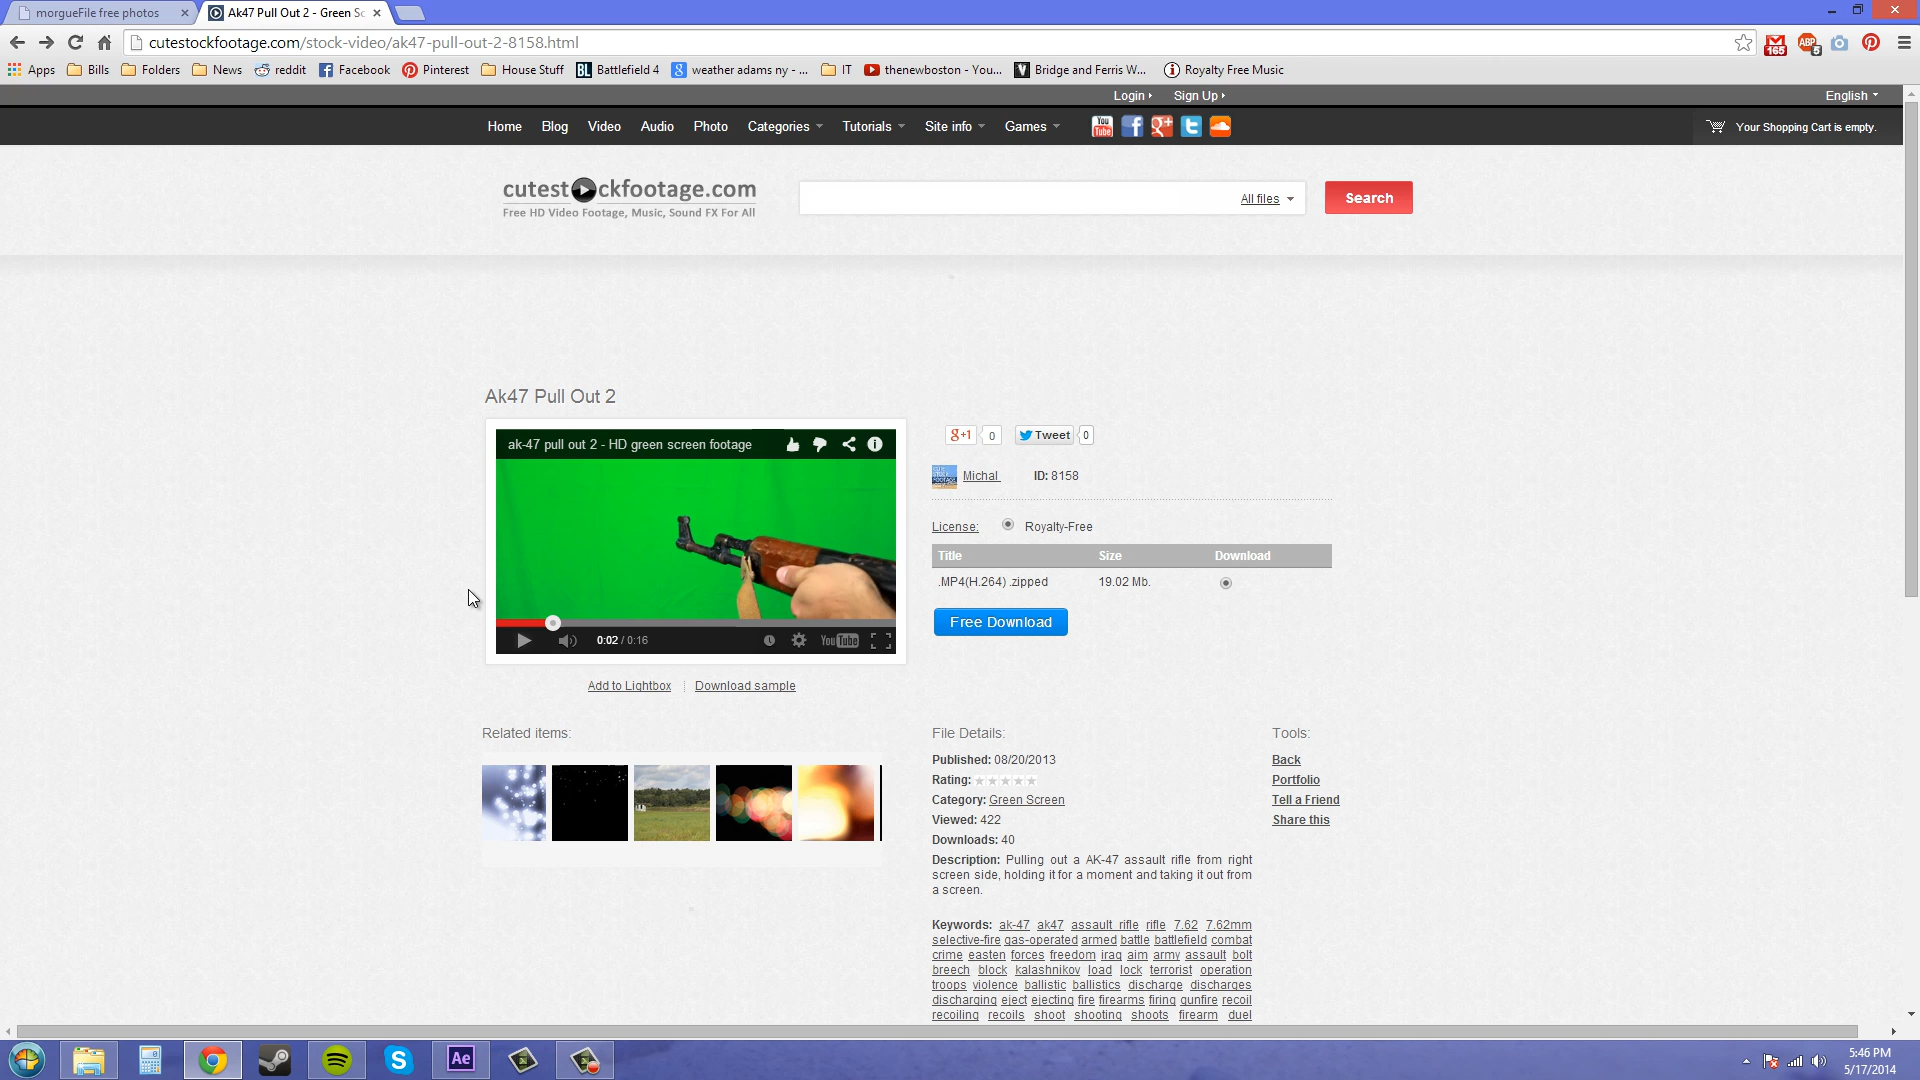 morgueFile free photos
Ak47 Pull Out 2 - Green Sc
cutestockfootage.com/stock-video/ak47-pull-out-2-8158.html
165
ABP
5
Apps Bills Folders News reddit Facebook Pinterest House Stuff BL Battlefield 4 8 weather adams ny - ... IT thenewboston - You... V Bridge and Ferris W... Royalty Free Music
Login Sign Up English
Home Blog Video Audio Photo Categories Tutorials Site info Games You Tube Your Shopping Cart is empty.
cutestockfootage.com
Free HD Video Footage, Music, Sound FX For All
All files Search
Ak47 Pull Out 2
ak-47 pull out 2 - HD green screen footage
0:02 / 0:16 YouTube
Add to Lightbox Download sample
g+1 0 Tweet 0
Michal ID: 8158
License: Royalty-Free
Title Size Download
.MP4(H.264) .zipped 19.02 Mb.
Free Download
Related items:
File Details:
Published: 08/20/2013
Rating:
Category: Green Screen
Viewed: 422
Downloads: 40
Description: Pulling out a AK-47 assault rifle from right
screen side, holding it for a moment and taking it out from
a screen.
Keywords: ak-47 ak47 assault rifle rifle 7.62 7.62mm
selective-fire gas-operated armed battle battlefield combat
crime easten forces freedom iraq aim army assault bolt
breech block kalashnikov load lock terrorist operation
troops violence ballistic ballistics discharge discharges
discharging eject ejecting fire firearms firing gunfire recoil
recoiling recoils shoot shooting shoots firearm duel
Tools:
Back
Portfolio
Tell a Friend
Share this
Ae
5:46 PM
5/17/2014